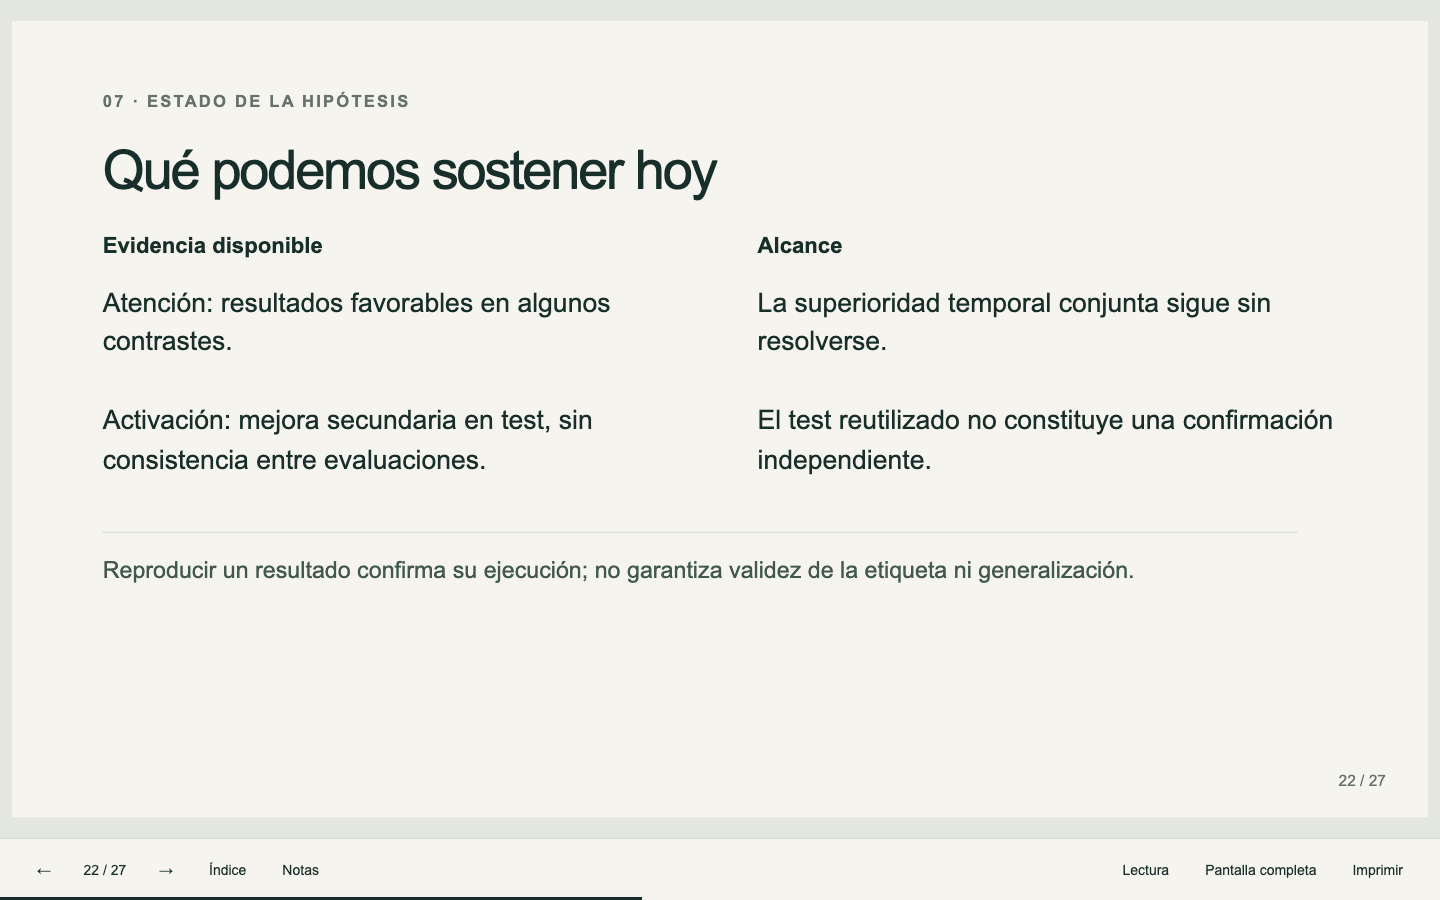 07 · ESTADO DE LA HIPÓTESIS
Qué podemos sostener hoy
Evidencia disponible
Atención: resultados favorables en algunos
contrastes.
Activación: mejora secundaria en test, sin
consistencia entre evaluaciones.
Alcance
La superioridad temporal conjunta sigue sin
resolverse.
El test reutilizado no constituye una confirmación
independiente.
Reproducir un resultado confirma su ejecución; no garantiza validez de la etiqueta ni generalización.
22 / 27
← 22 / 27 → Índice Notas Lectura Pantalla completa Imprimir